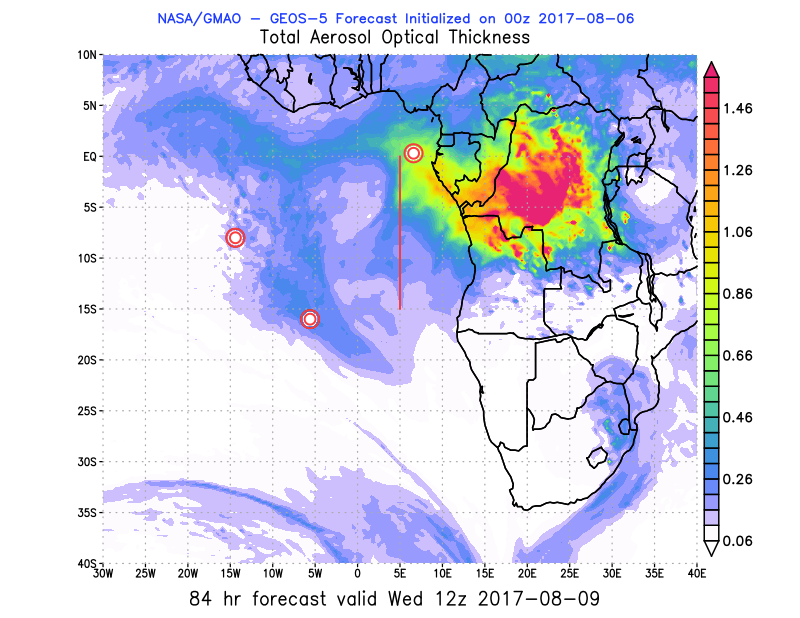 NASA/GMAO – GEOS-5 Forecast Initialized on 00z 2017-08-06
Total Aerosol Optical Thickness
10N
5N
EQ
5S
10S
15S
20S
25S
30S
35S
40S
30W 25W 20W 15W 10W 5W 0 5E 10E 15E 20E 25E 30E 35E 40E
1.46
1.26
1.06
0.86
0.66
0.46
0.26
0.06
84 hr forecast valid Wed 12z 2017-08-09